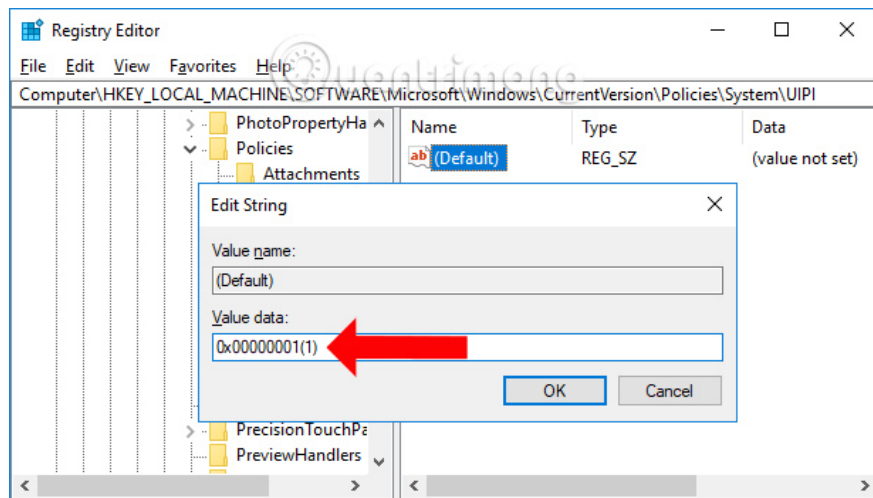 Registry Editor
File Edit View Favorites Help
Quantrimang
Computer\HKEY_LOCAL_MACHINE\SOFTWARE\Microsoft\Windows\CurrentVersion\Policies\System\UIPI
PhotoPropertyHa
Policies
Attachments
Name Type Data
ab (Default) REG_SZ (value not set)
Edit String
Value name:
(Default)
Value data:
0x00000001(1)
OK Cancel
PrecisionTouchPa
PreviewHandlers